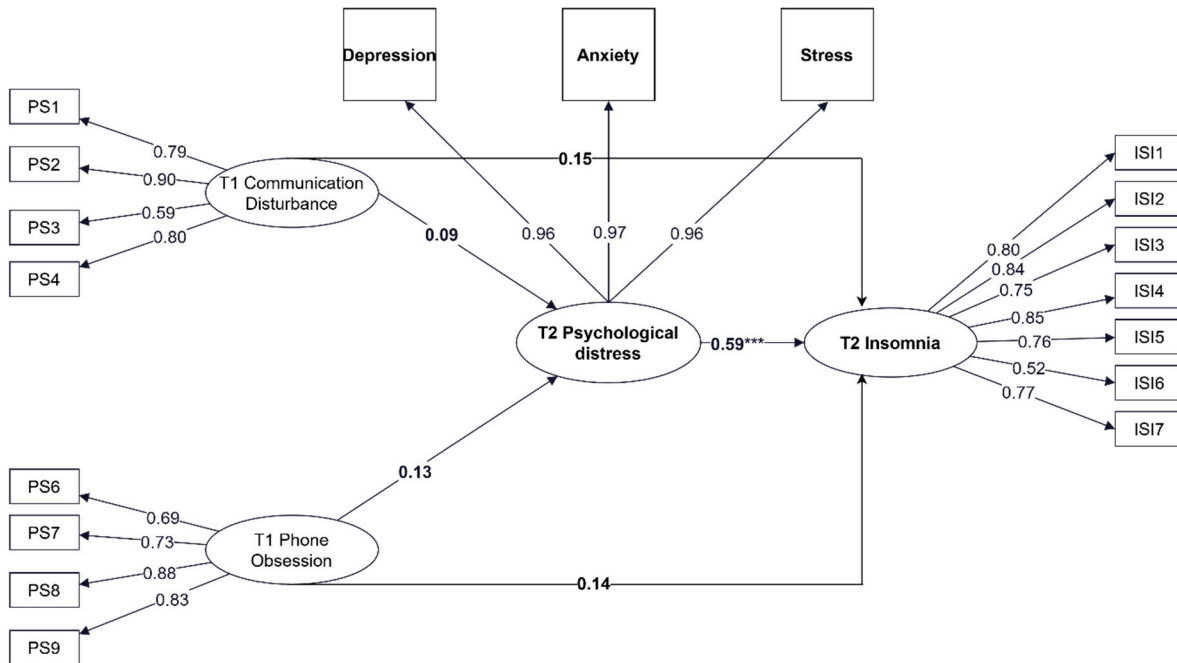 Depression
Anxiety
Stress
PS1
PS2
PS3
PS4
0.79
0.90
0.59
0.80
T1 Communication
Disturbance
0.15
0.09
0.96
0.97
0.96
T2 Psychological
distress
0.59***
T2 Insomnia
0.80
0.84
0.75
0.85
0.76
0.52
0.77
ISI1
ISI2
ISI3
ISI4
ISI5
ISI6
ISI7
0.13
PS6
PS7
PS8
PS9
0.69
0.73
0.88
0.83
T1 Phone
Obsession
0.14